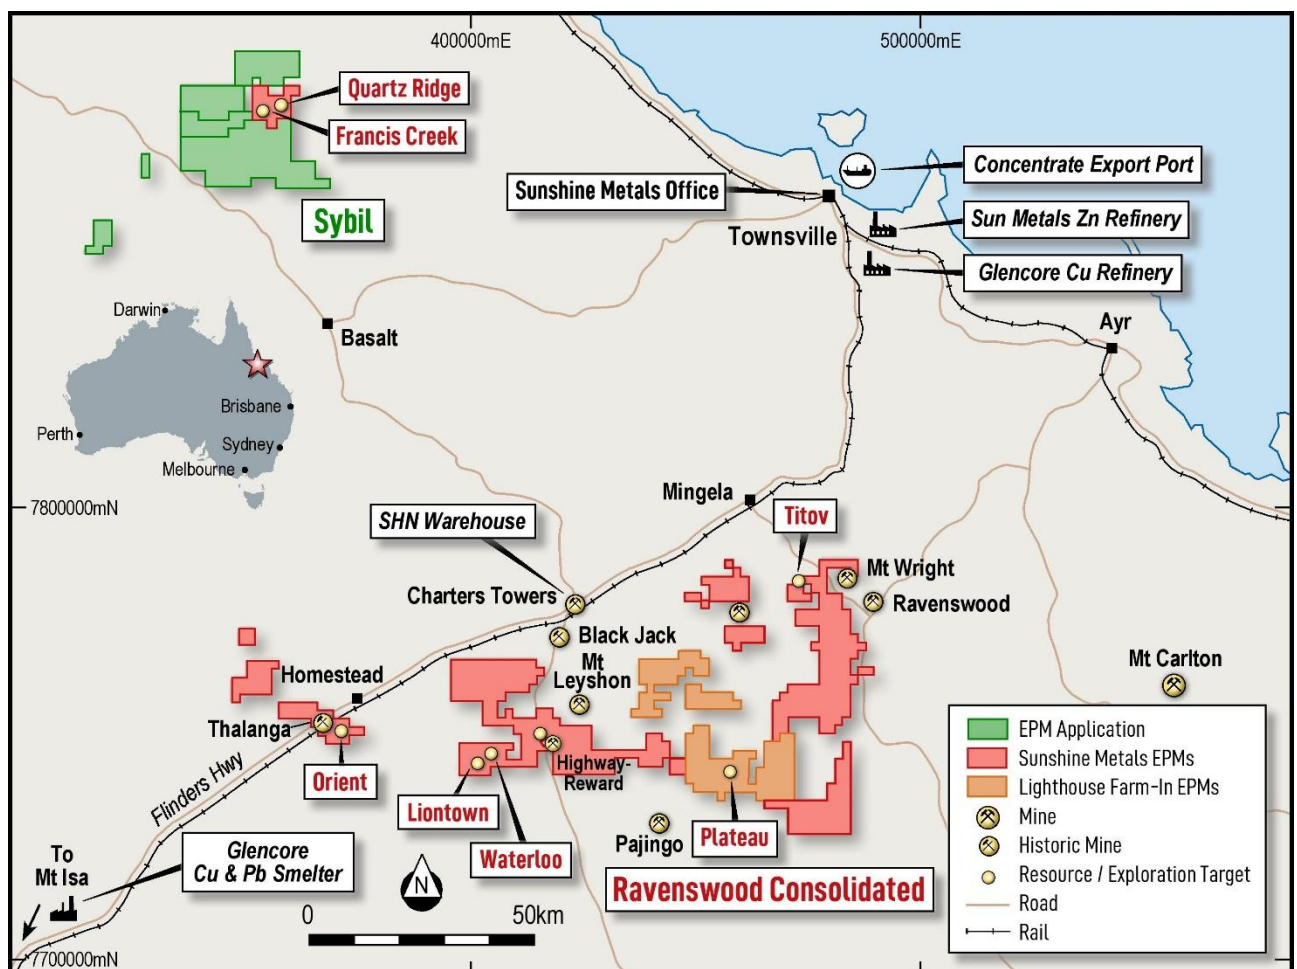 400000mE
500000mE
Quartz Ridge
Francis Creek
Sybil
Concentrate Export Port
Sunshine Metals Office
Sun Metals Zn Refinery
Townsville
Glencore Cu Refinery
Darwin
Basalt
Ayr
Brisbane
Perth
Sydney
Melbourne
7800000mN
Mingela
SHN Warehouse
Titov
Mt Wright
Charters Towers
Ravenswood
Black Jack
Mt
Leyshon
Mt Carlton
Homestead
Thalanga
Highway-
Reward
Orient
Flinders Hwy
Liontown
Waterloo
Pajingo
Plateau
Ravenswood Consolidated
To
Mt Isa
Glencore
Cu & Pb Smelter
N
0
50km
7700000mN
EPM Application
Sunshine Metals EPMs
Lighthouse Farm-In EPMs
Mine
Historic Mine
Resource / Exploration Target
Road
Rail